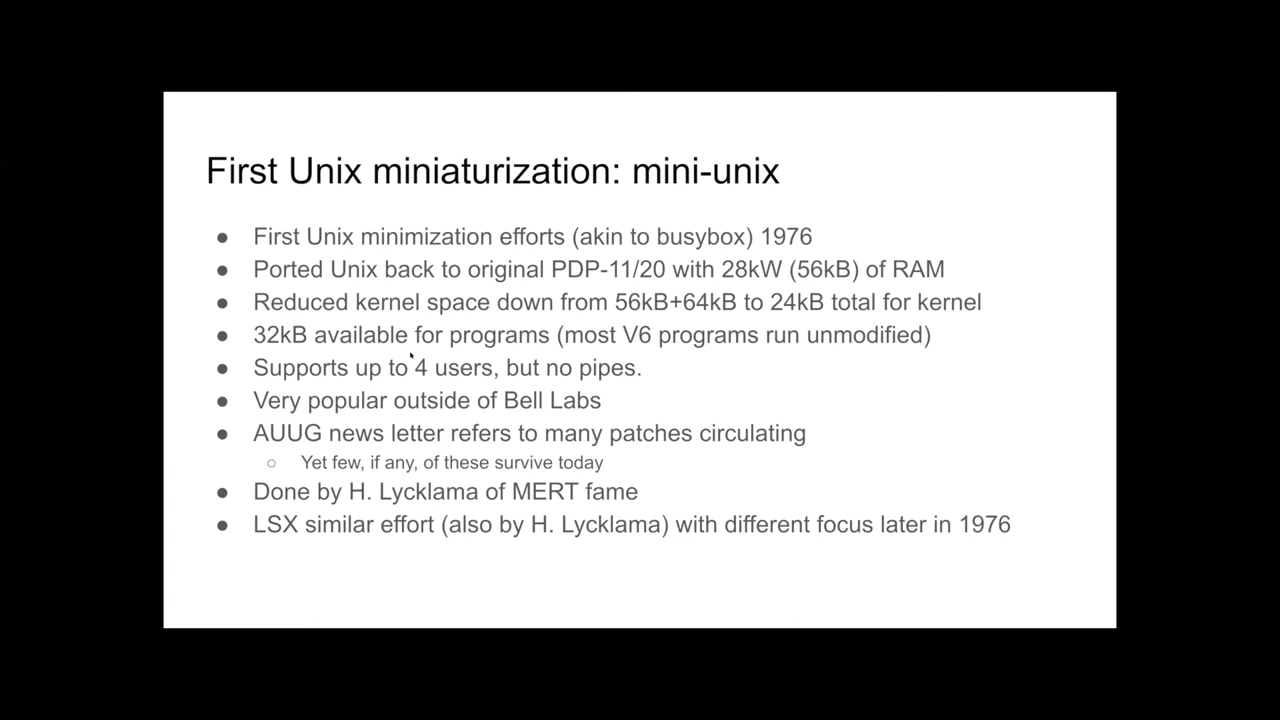 First Unix miniaturization: mini-unix
● First Unix minimization efforts (akin to busybox) 1976
● Ported Unix back to original PDP-11/20 with 28kW (56kB) of RAM
● Reduced kernel space down from 56kB+64kB to 24kB total for kernel
● 32kB available for programs (most V6 programs run unmodified)
● Supports up to 4 users, but no pipes.
● Very popular outside of Bell Labs
● AUUG news letter refers to many patches circulating
○ Yet few, if any, of these survive today
● Done by H. Lycklama of MERT fame
● LSX similar effort (also by H. Lycklama) with different focus later in 1976